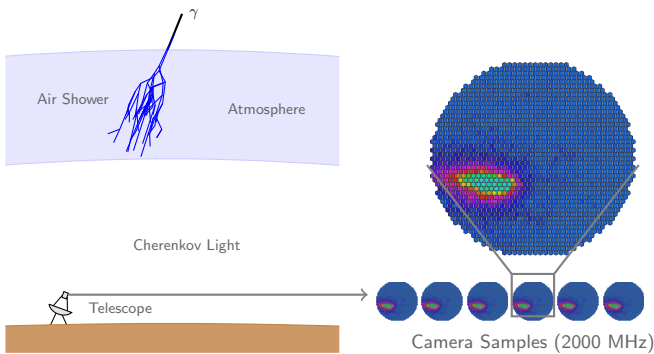 γ
Air Shower
Atmosphere
Cherenkov Light
Telescope
Camera Samples (2000 MHz)